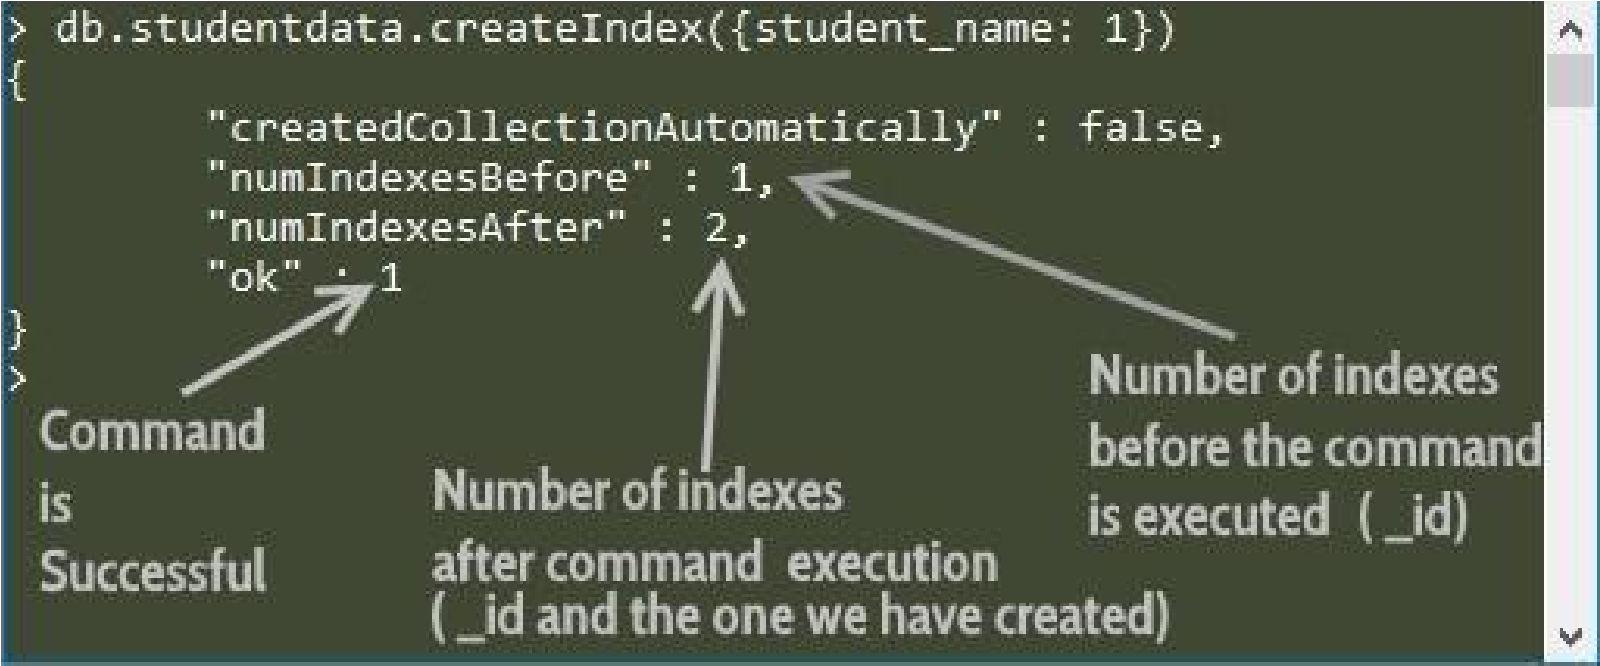 > db.studentdata.createIndex({student_name: 1})
{
"createdCollectionAutomatically" : false,
"numIndexesBefore" : 1,
"numIndexesAfter" : 2,
"ok" : 1
}
>
Command
is
Successful
Number of indexes
after command execution
( _id and the one we have created)
Number of indexes
before the command
is executed ( _id)